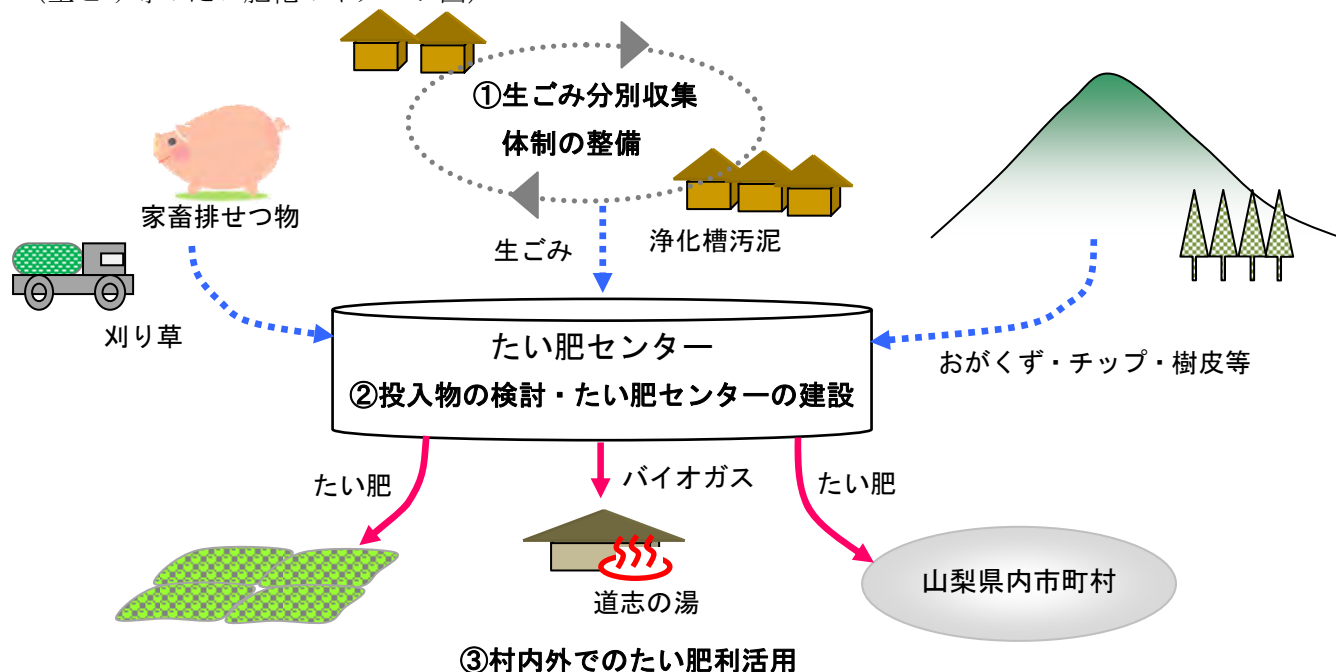 ①生ごみ分別収集
体制の整備
家畜排せつ物
生ごみ
浄化槽汚泥
刈り草
おがくず・チップ・樹皮等
たい肥センター
②投入物の検討・たい肥センターの建設
たい肥
バイオガス
たい肥
道志の湯
山梨県内市町村
③村内外でのたい肥利活用